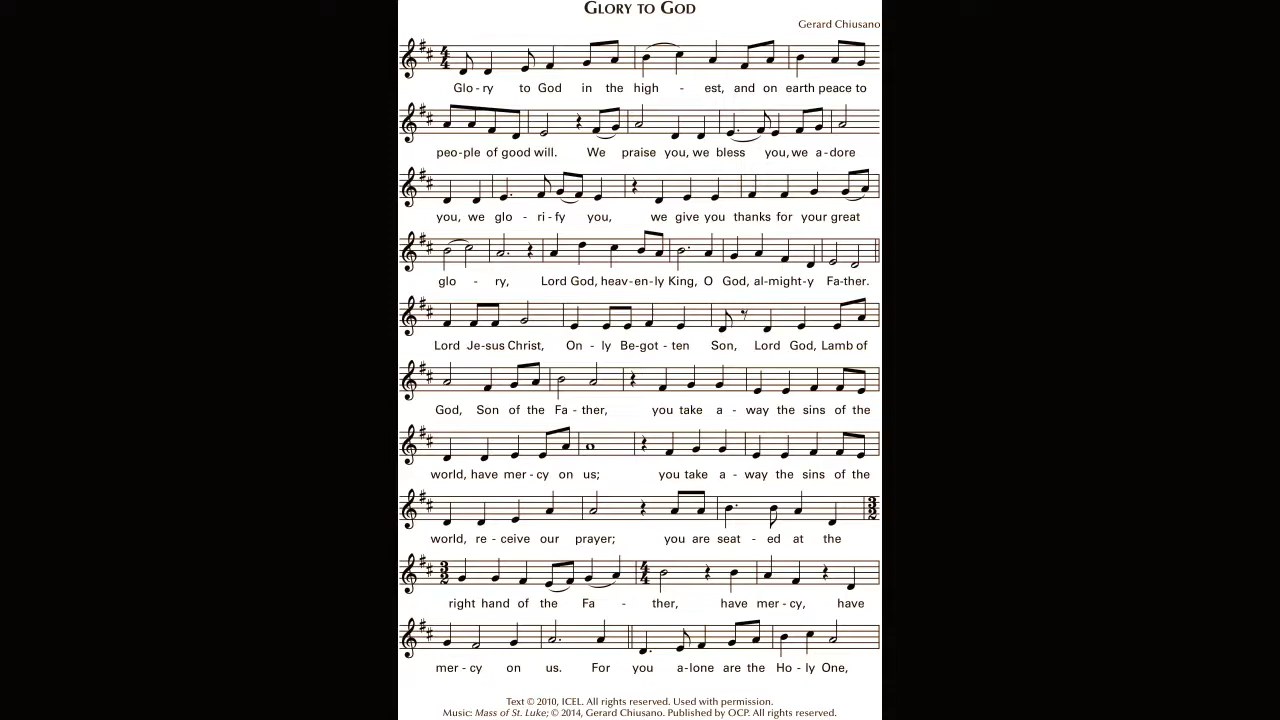 GLORY TO GOD
Gerard Chiusano
4 4
Glo - ry to God in the high - est, and on earth peace to
peo-ple of good will. We praise you, we bless you, we a-dore
you, we glo - ri - fy you, we give you thanks for your great
glo - ry, Lord God, heav-en-ly King, O God, al-might-y Fa-ther.
Lord Je-sus Christ, On - ly Be-got - ten Son, Lord God, Lamb of
God, Son of the Fa - ther, you take a - way the sins of the
world, have mer - cy on us; you take a - way the sins of the
world, re - ceive our prayer; you are seat - ed at the
3 2
3 2 4 4
right hand of the Fa - ther, have mer - cy, have
mer - cy on us. For you a-lone are the Ho - ly One,
Text © 2010, ICEL. All rights reserved. Used with permission.
Music: Mass of St. Luke; © 2014, Gerard Chiusano. Published by OCP. All rights reserved.